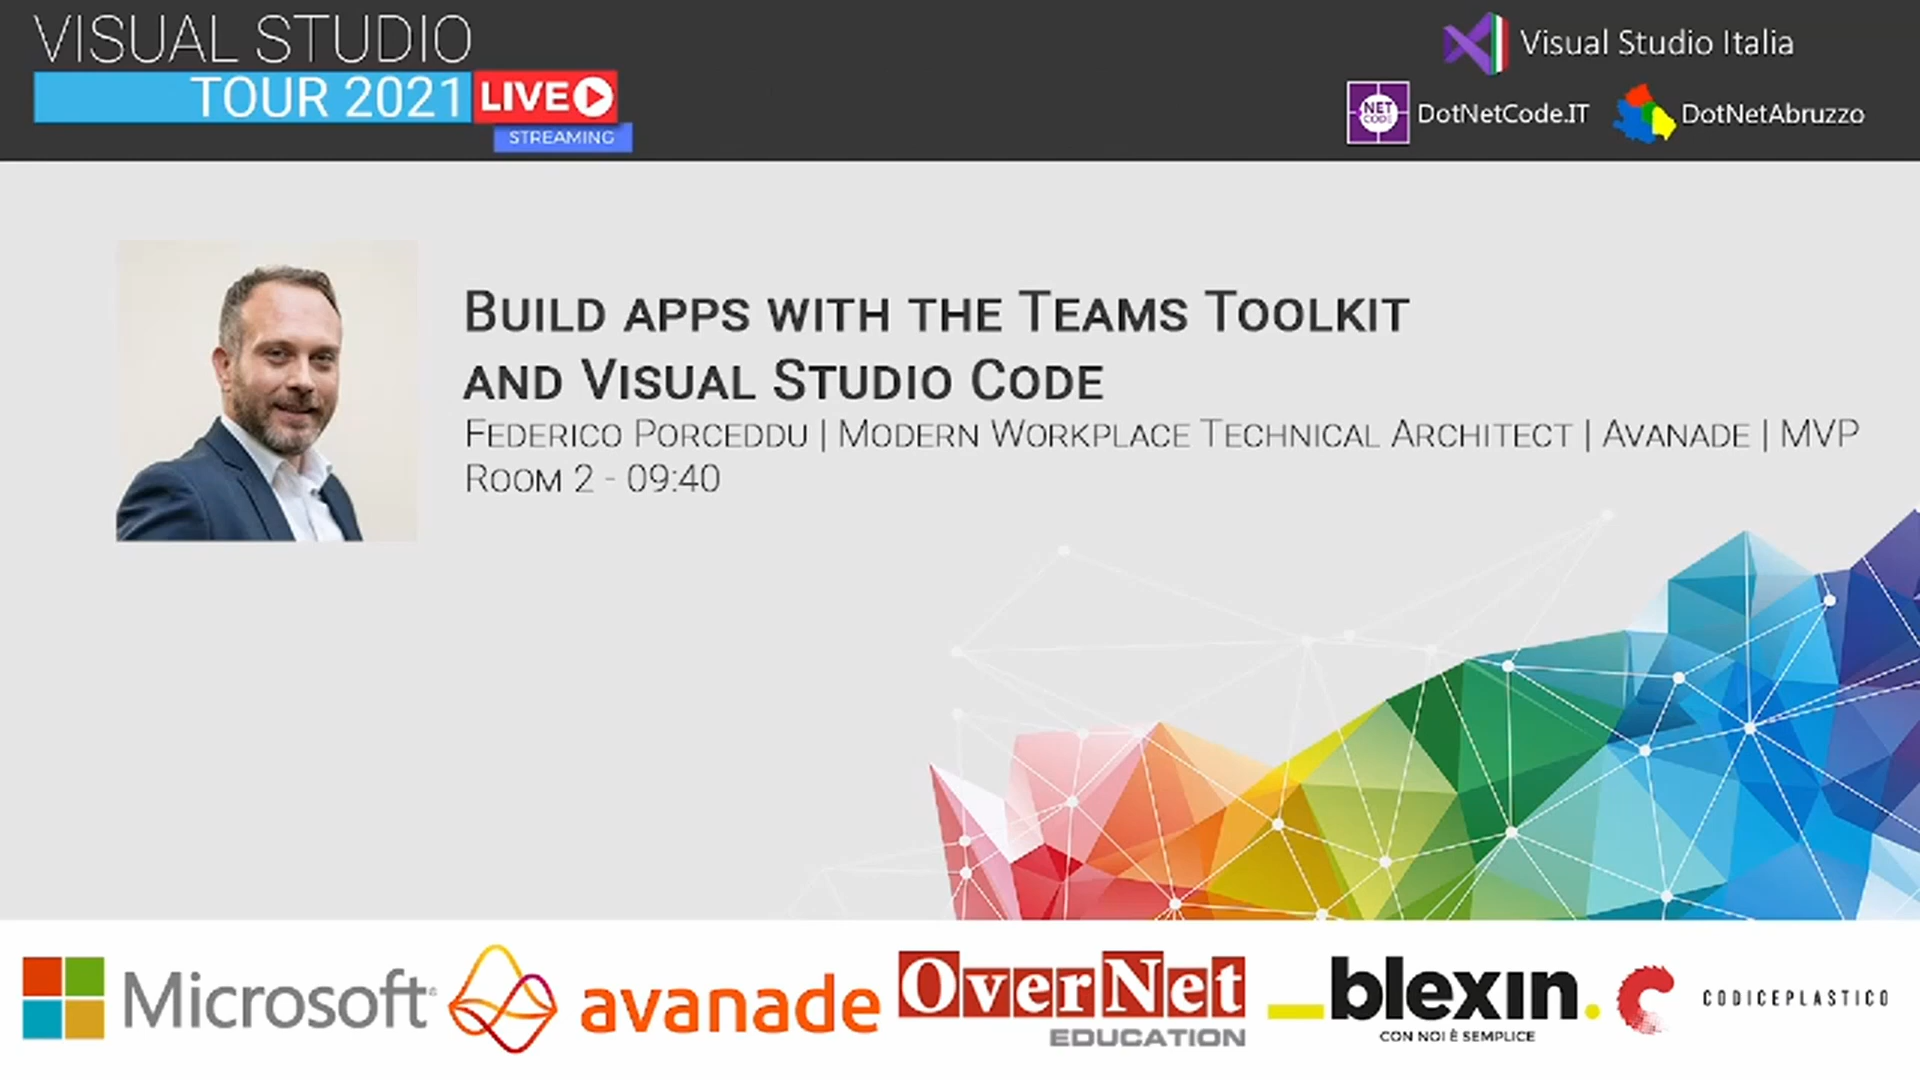 VISUAL STUDIO
TOUR 2021 LIVE
STREAMING
Visual Studio Italia
NET CODE DotNetCode.IT DotNetAbruzzo
BUILD APPS WITH THE TEAMS TOOLKIT
AND VISUAL STUDIO CODE
FEDERICO PORCEDDU | MODERN WORKPLACE TECHNICAL ARCHITECT | AVANADE | MVP
ROOM 2 - 09:40
Microsoft avanade OverNet EDUCATION _blexin. CON NOI È SEMPLICE CODICEPLASTICO